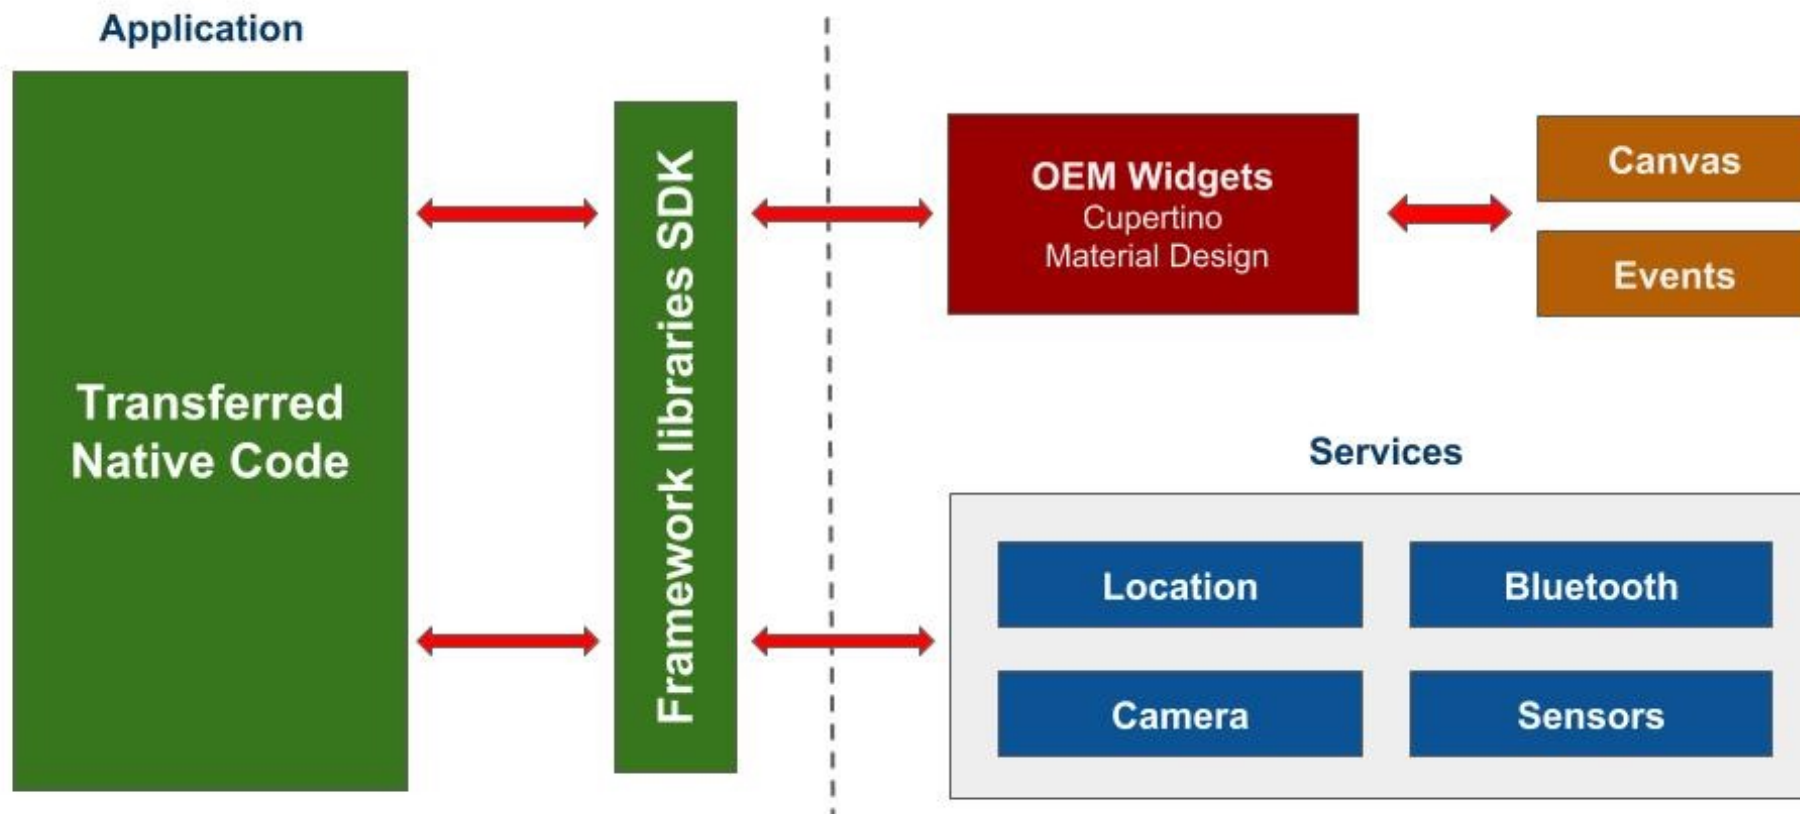 Application
Transferred
Native Code
Framework libraries SDK
OEM Widgets
Cupertino
Material Design
Canvas
Events
Services
Location
Bluetooth
Camera
Sensors